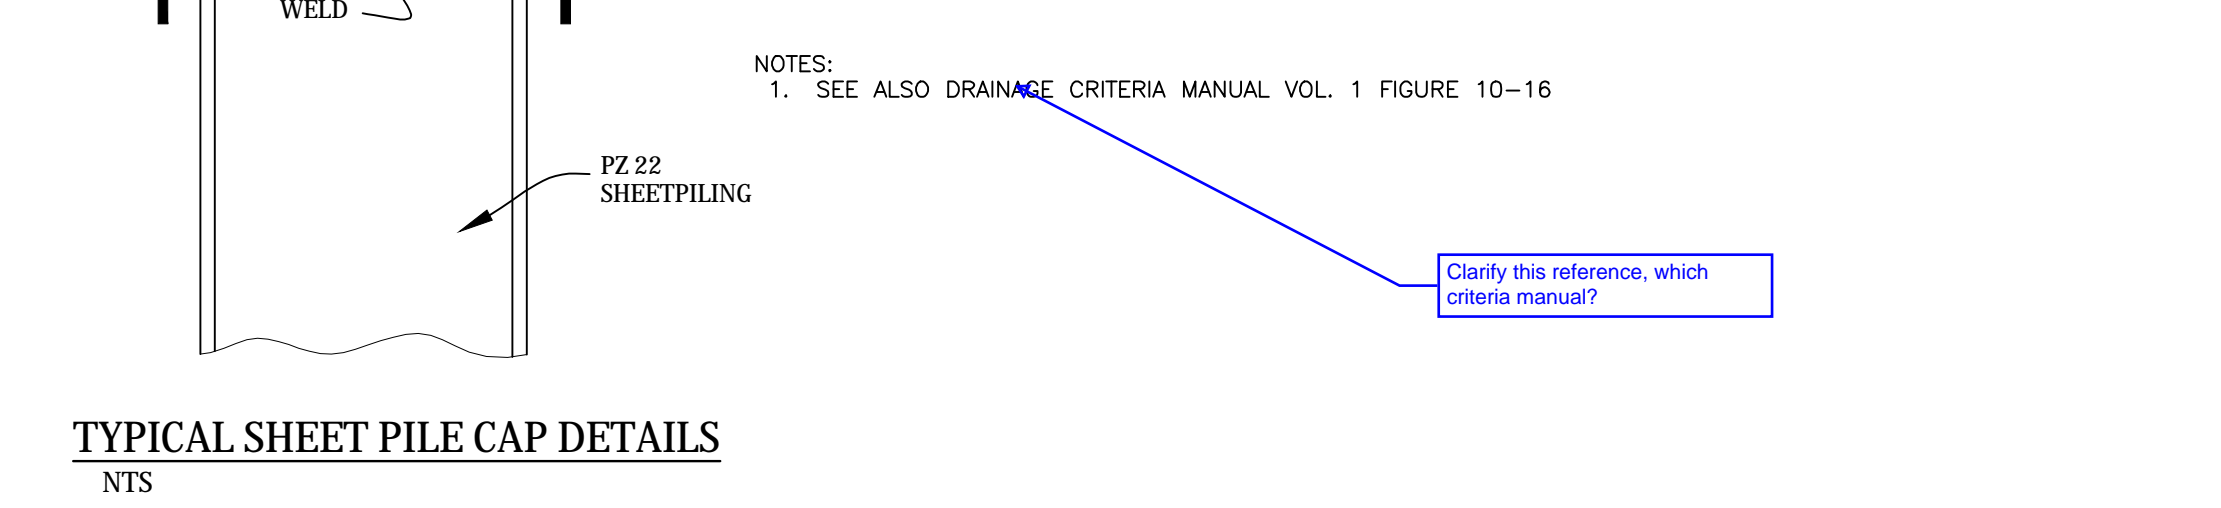 WELD
NOTES:
1. SEE ALSO DRAINAGE CRITERIA MANUAL VOL. 1 FIGURE 10-16
PZ 22
SHEETPILING
Clarify this reference, which
criteria manual?
TYPICAL SHEET PILE CAP DETAILS
NTS